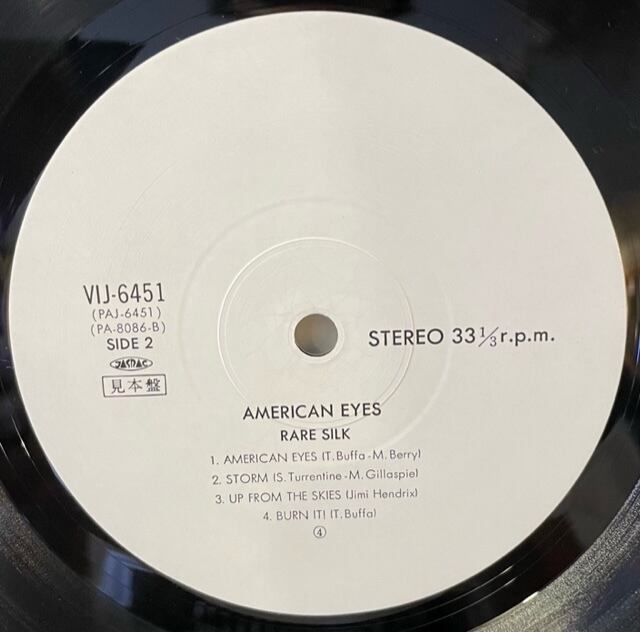 VIJ-6451
(PAJ-6451)
(PA-8086-B)
SIDE 2
JASRAC
見本盤
STEREO 33 1/3 r.p.m.
AMERICAN EYES
RARE SILK
1. AMERICAN EYES (T. Buffa-M. Berry)
2. STORM (S. Turrentine-M. Gillaspie)
3. UP FROM THE SKIES (Jimi Hendrix)
4. BURN IT! (T. Buffa)
④